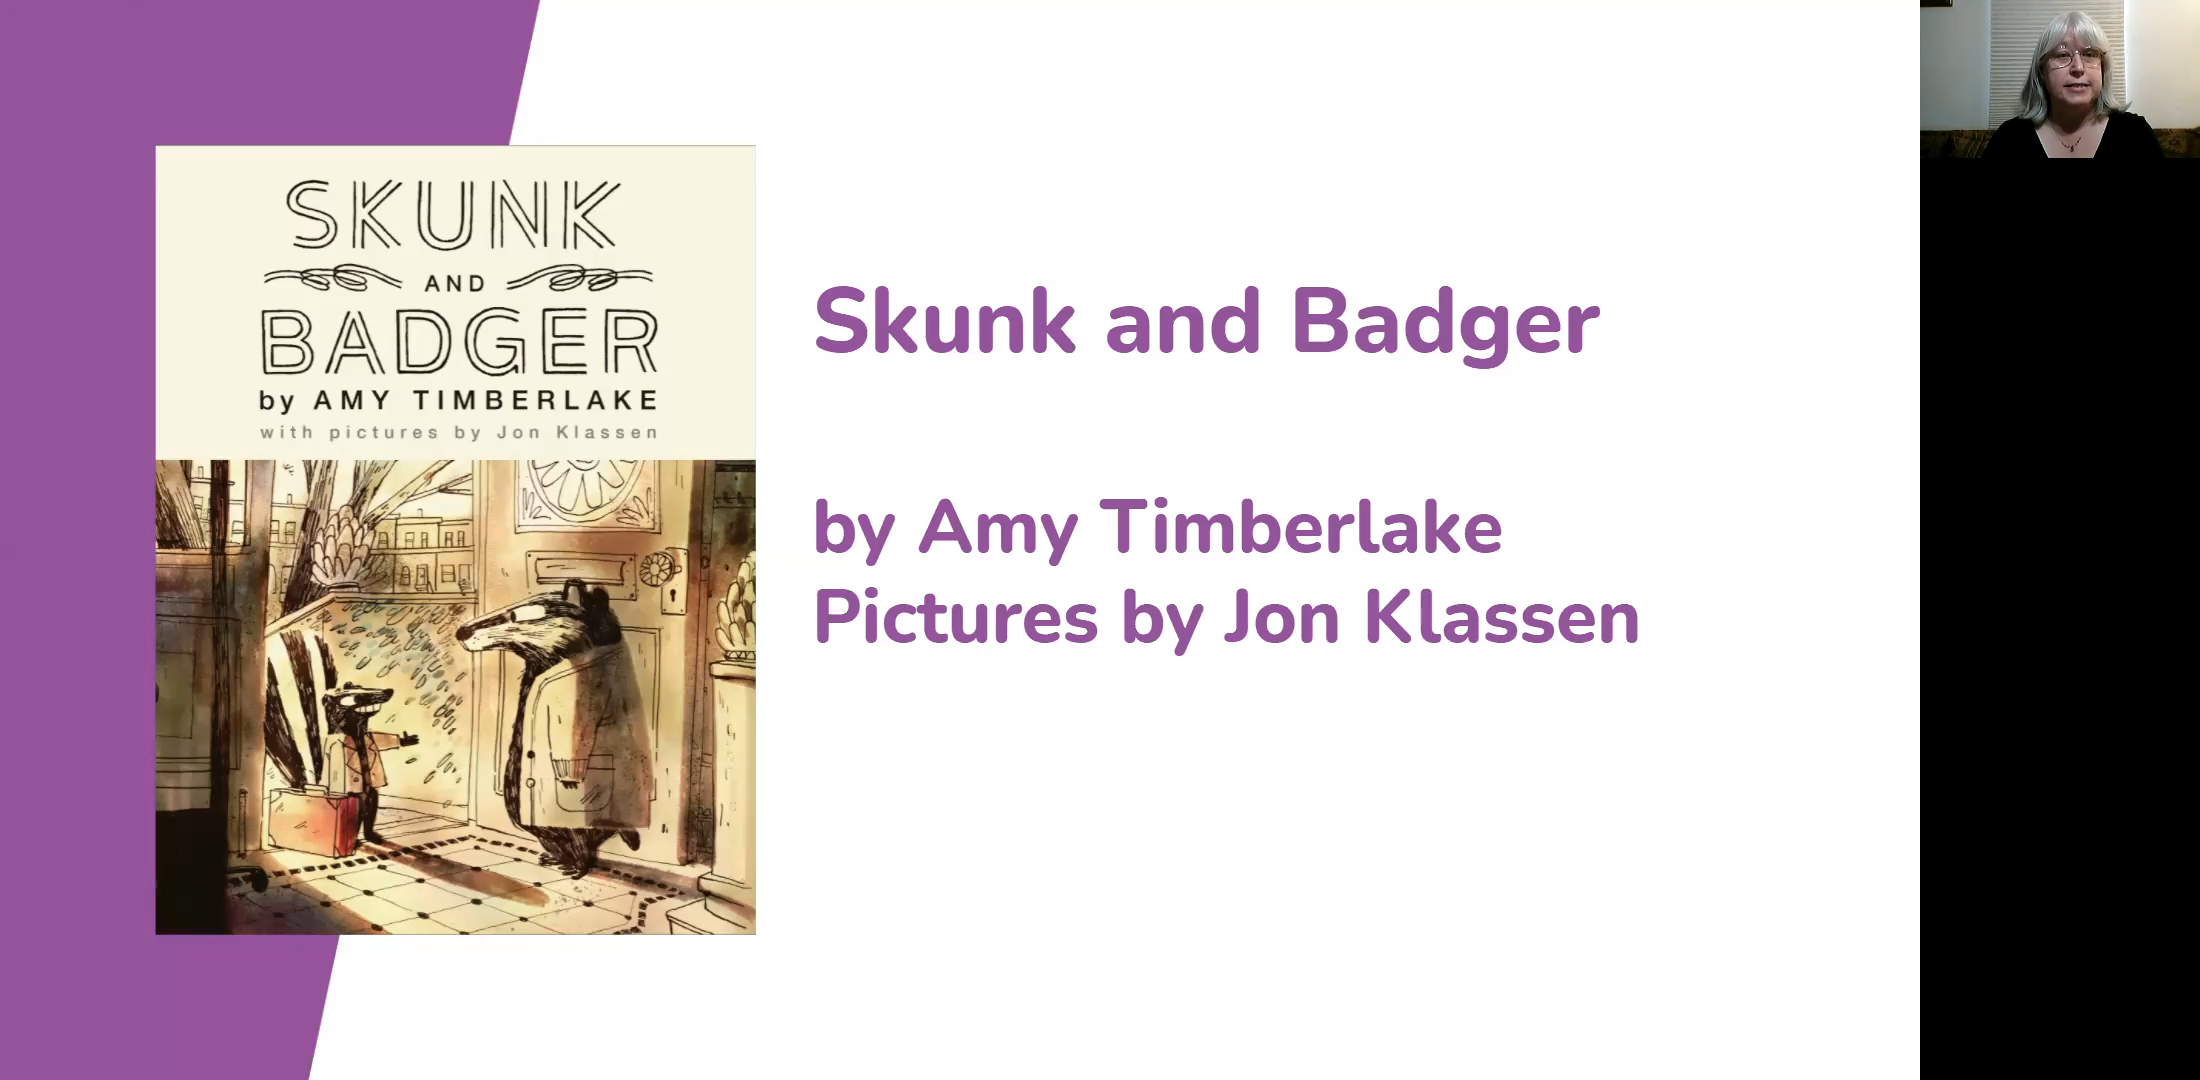 SKUNK
AND
BADGER
by AMY TIMBERLAKE
with pictures by Jon Klassen
Skunk and Badger
by Amy Timberlake
Pictures by Jon Klassen